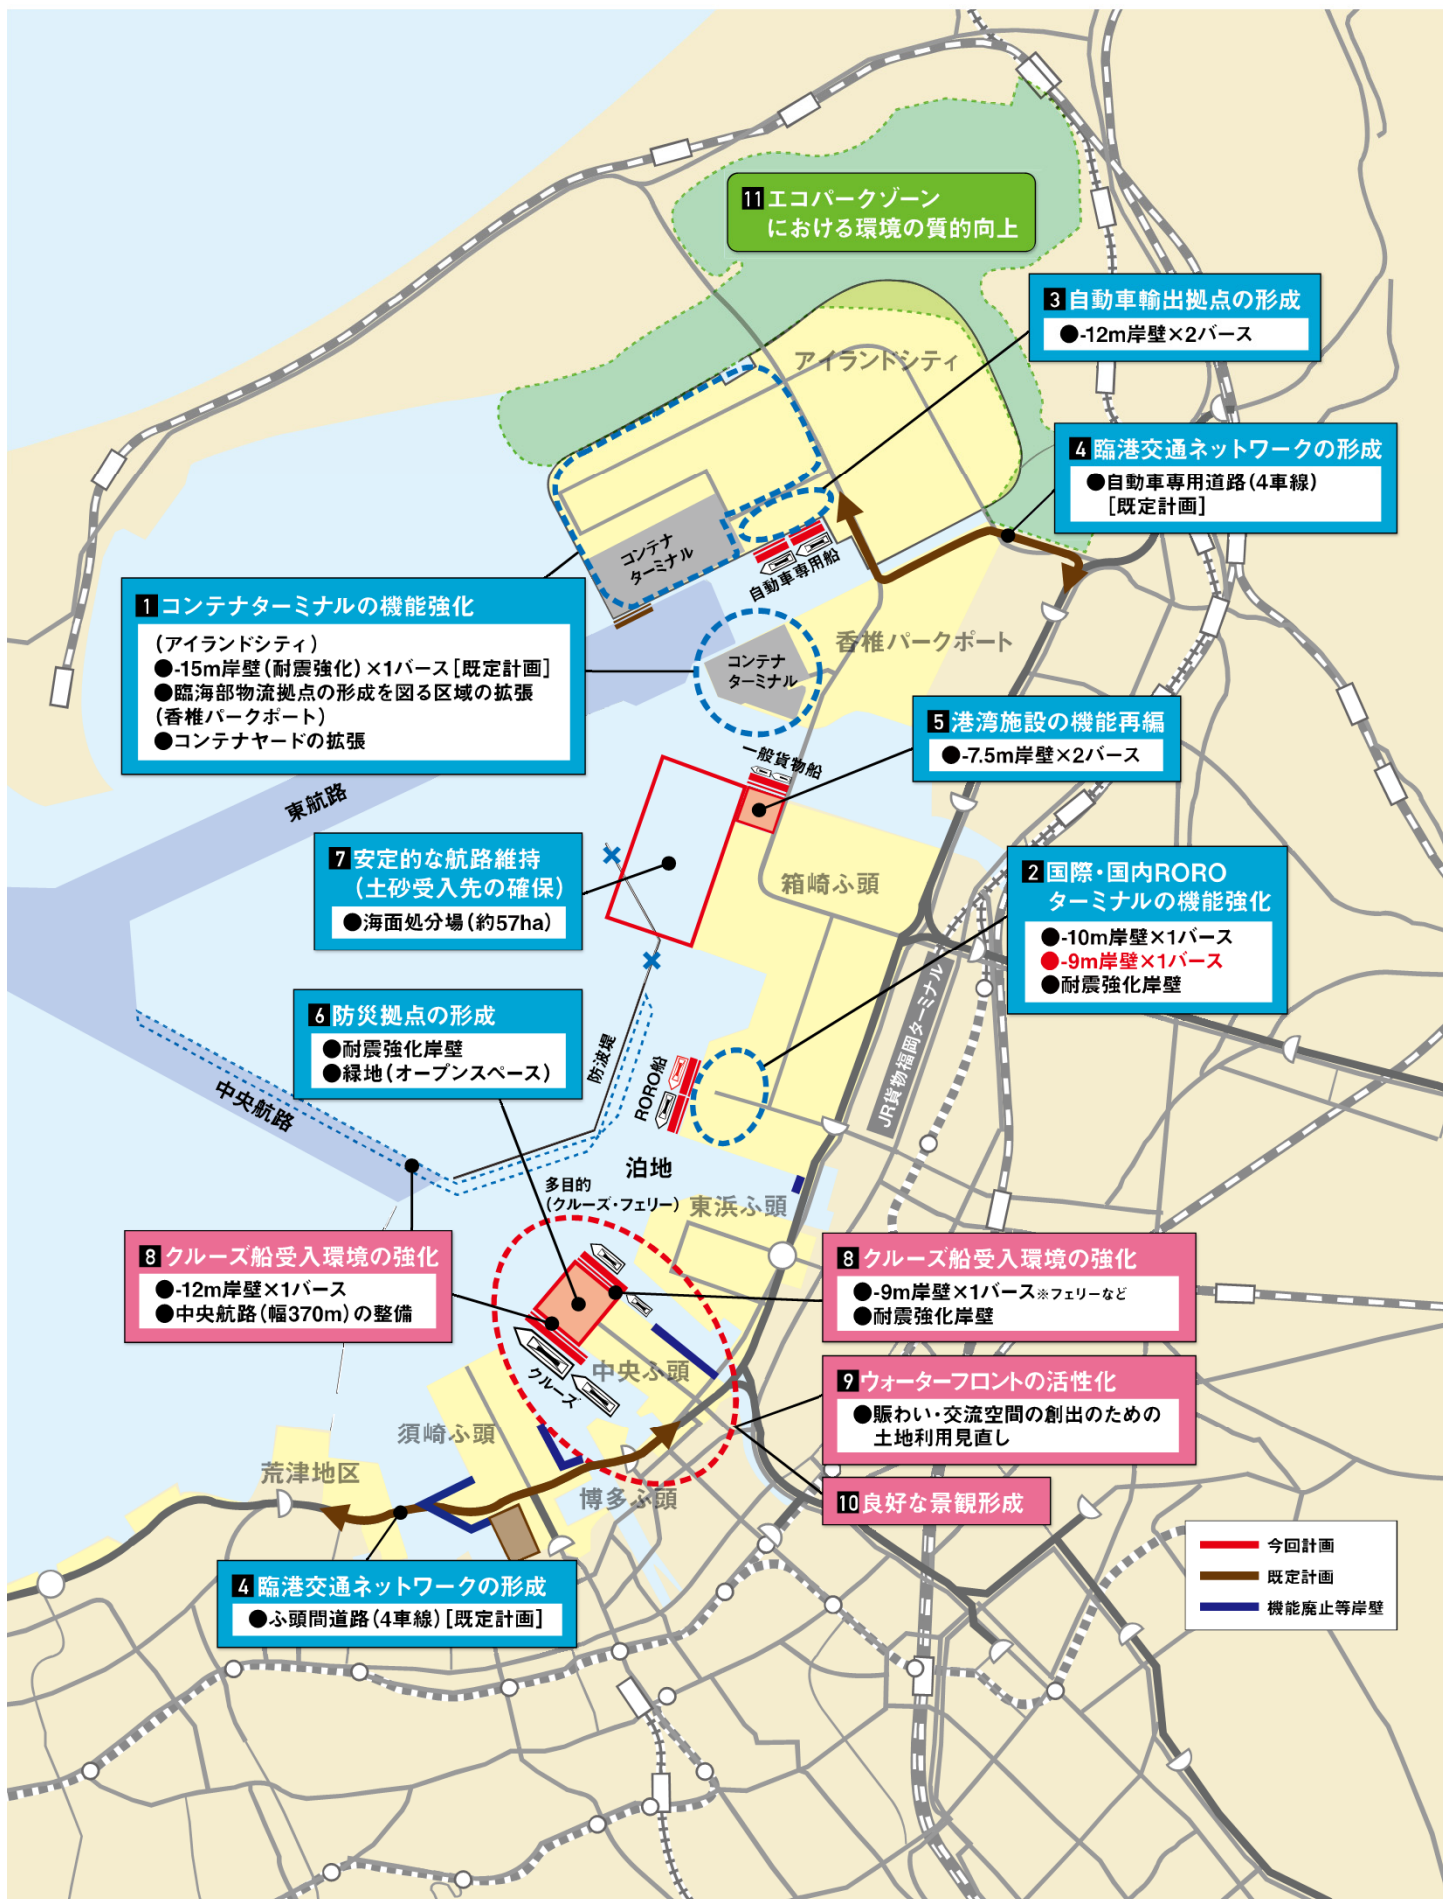 11 エコパークゾーン
における環境の質的向上
3 自動車輸出拠点の形成
●-12m岸壁×2バース
アイランドシティ
4 臨港交通ネットワークの形成
●自動車専用道路(4車線)
[既定計画]
コンテナ
ターミナル
自動車専用船
1 コンテナターミナルの機能強化
(アイランドシティ)
●-15m岸壁(耐震強化)×1バース[既定計画]
●臨海部物流拠点の形成を図る区域の拡張
(香椎パークポート)
●コンテナヤードの拡張
香椎パークポート
コンテナ
ターミナル
5 港湾施設の機能再編
●-7.5m岸壁×2バース
一般貨物船
東航路
7 安定的な航路維持
(土砂受入先の確保)
●海面処分場(約57ha)
箱崎ふ頭
2 国際・国内RORO
ターミナルの機能強化
●-10m岸壁×1バース
●-9m岸壁×1バース
●耐震強化岸壁
JR貨物福岡ターミナル
6 防災拠点の形成
●耐震強化岸壁
●緑地(オープンスペース)
防波堤
RORO船
中央航路
泊地
多目的
(クルーズ・フェリー)
東浜ふ頭
8 クルーズ船受入環境の強化
●-12m岸壁×1バース
●中央航路(幅370m)の整備
8 クルーズ船受入環境の強化
●-9m岸壁×1バース※フェリーなど
●耐震強化岸壁
中央ふ頭
クルーズ
9 ウォーターフロントの活性化
●賑わい・交流空間の創出のための
土地利用見直し
須崎ふ頭
荒津地区
博多ふ頭
10 良好な景観形成
4 臨港交通ネットワークの形成
●ふ頭間道路(4車線)[既定計画]
今回計画
既定計画
機能廃止等岸壁